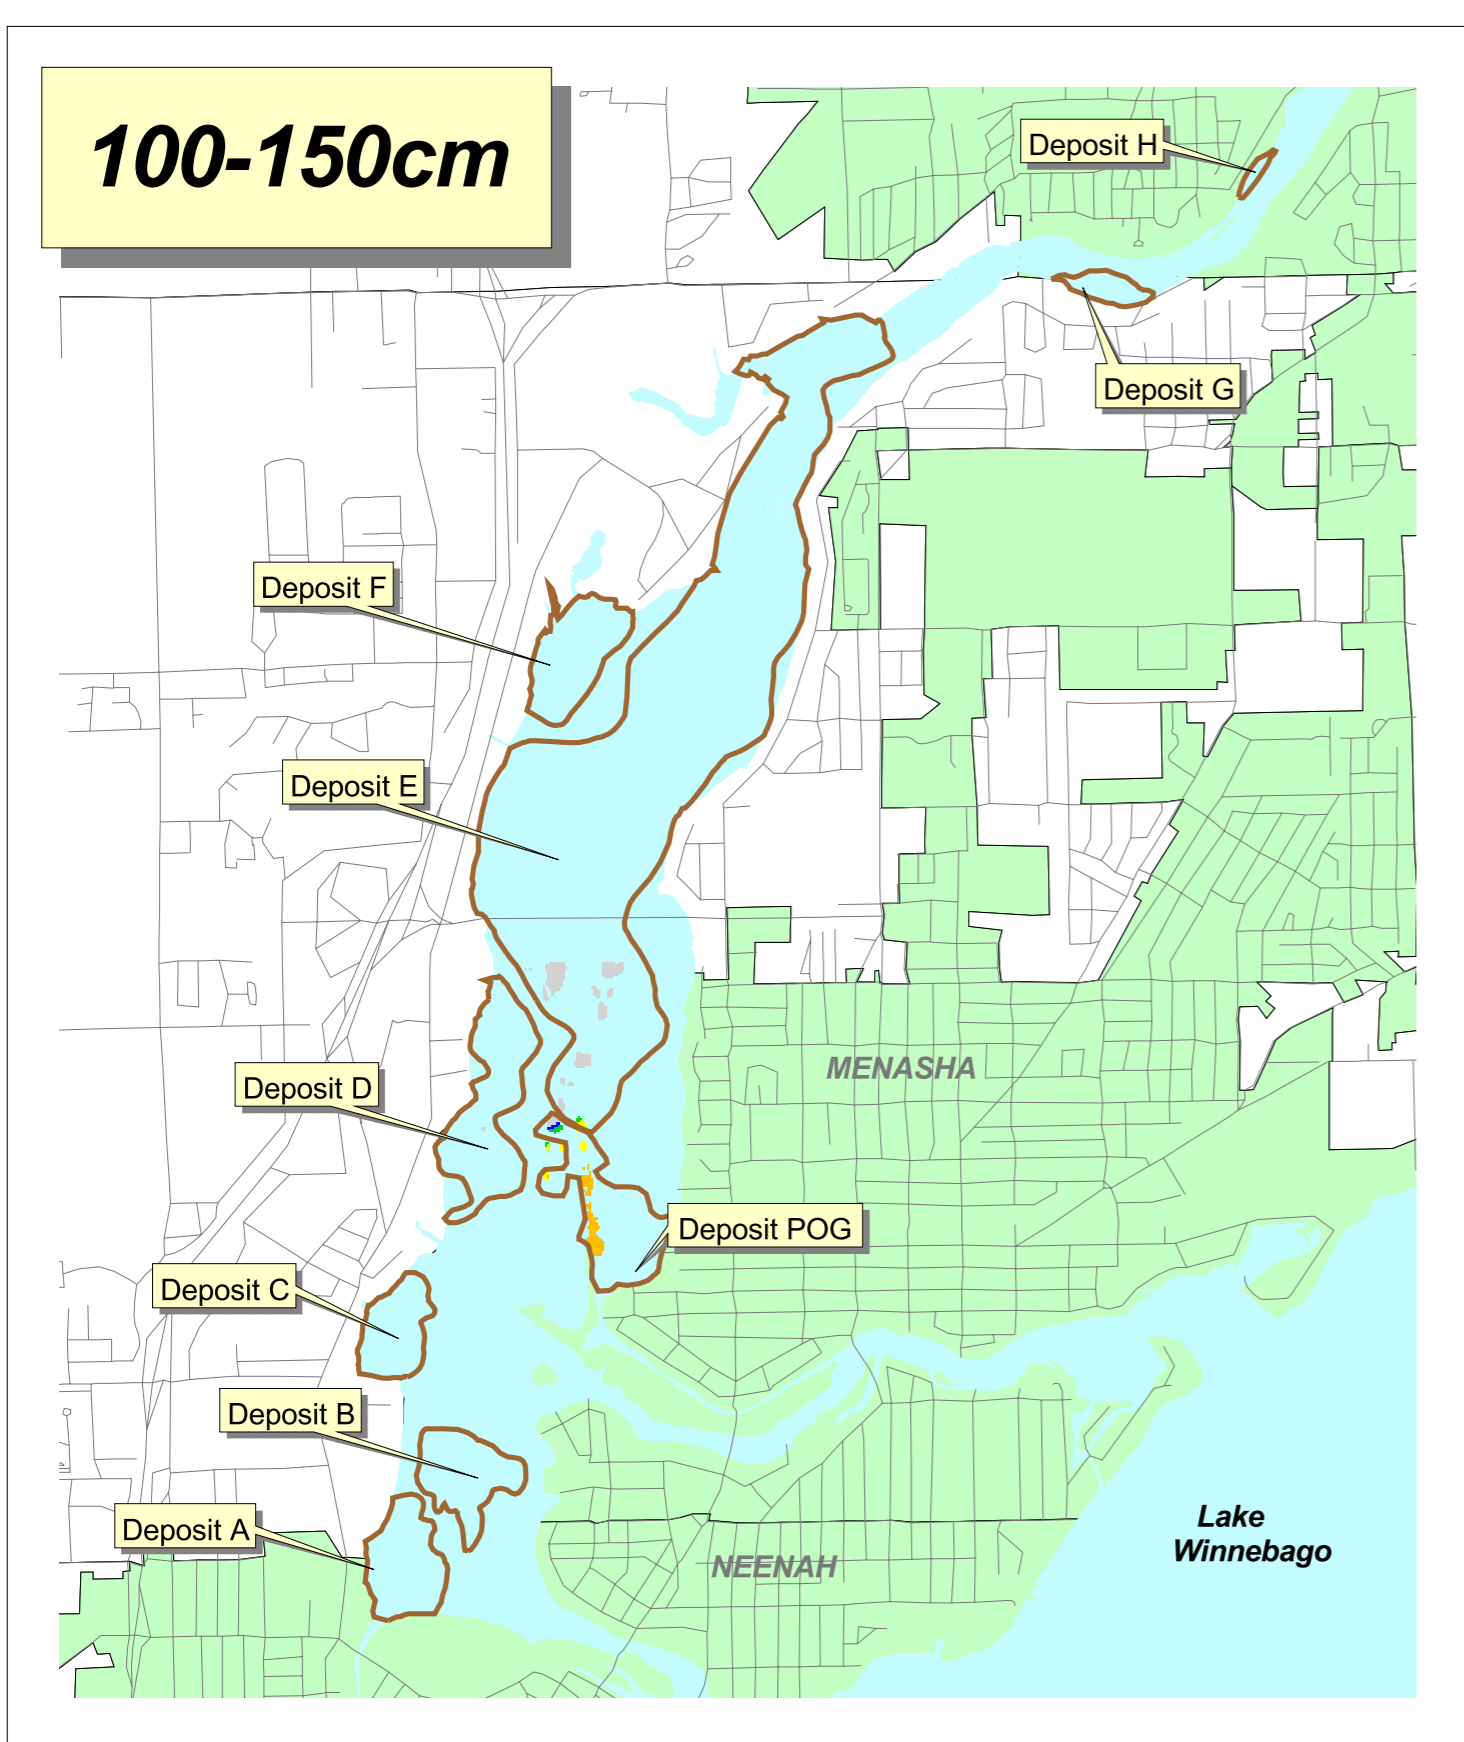 100-150cm
Deposit H
Deposit G
Deposit F
Deposit E
MENASHA
Deposit D
Deposit POG
Deposit C
Deposit B
Lake
Winnebago
Deposit A
NEENAH